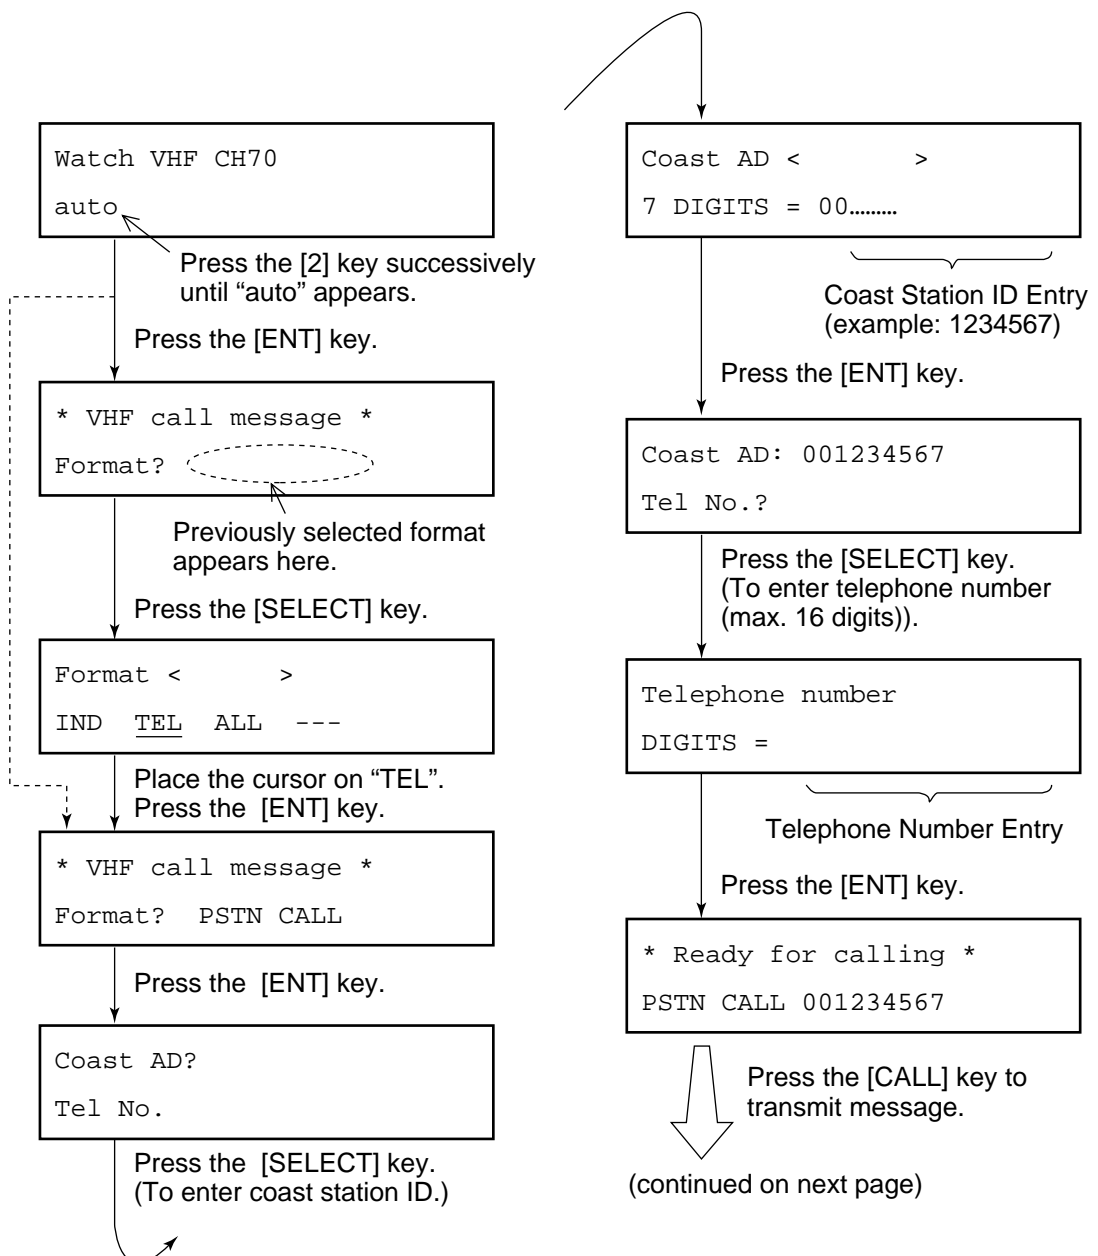 Watch VHF CH70
auto
Press the [2] key successively
until “auto” appears.
Press the [ENT] key.
* VHF call message *
Format?
Previously selected format
appears here.
Press the [SELECT] key.
Format < >
IND TEL ALL ---
Place the cursor on “TEL”.
Press the [ENT] key.
* VHF call message *
Format? PSTN CALL
Press the [ENT] key.
Coast AD?
Tel No.
Press the [SELECT] key.
(To enter coast station ID.)
Coast AD < >
7 DIGITS = 00.........
Coast Station ID Entry
(example: 1234567)
Press the [ENT] key.
Coast AD: 001234567
Tel No.?
Press the [SELECT] key.
(To enter telephone number
(max. 16 digits)).
Telephone number
DIGITS =
Telephone Number Entry
Press the [ENT] key.
* Ready for calling *
PSTN CALL 001234567
Press the [CALL] key to
transmit message.
(continued on next page)